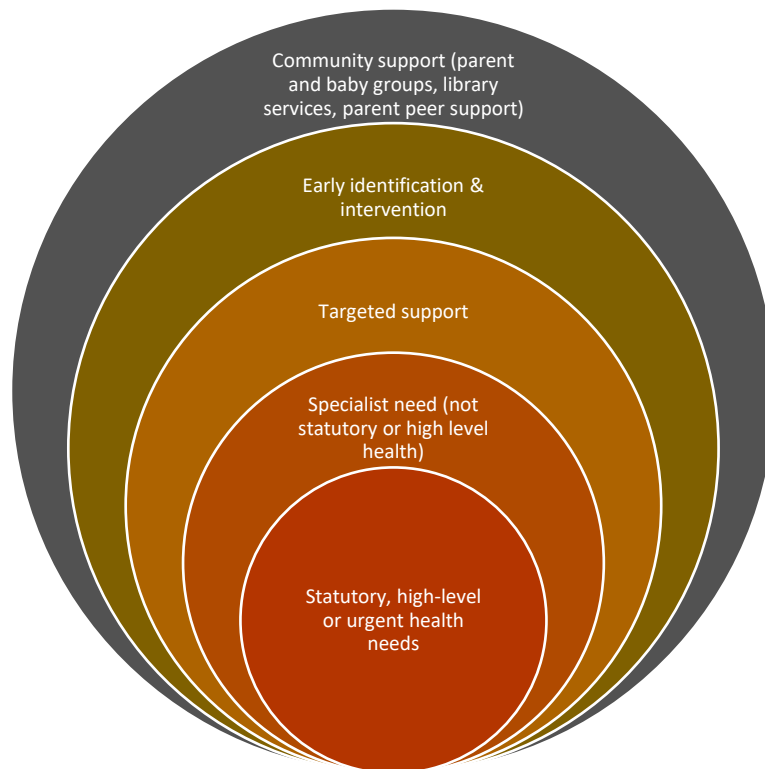 Community support (parent
and baby groups, library
services, parent peer support)
Early identification &
intervention
Targeted support
Specialist need (not
statutory or high level
health)
Statutory, high-level
or urgent health
needs